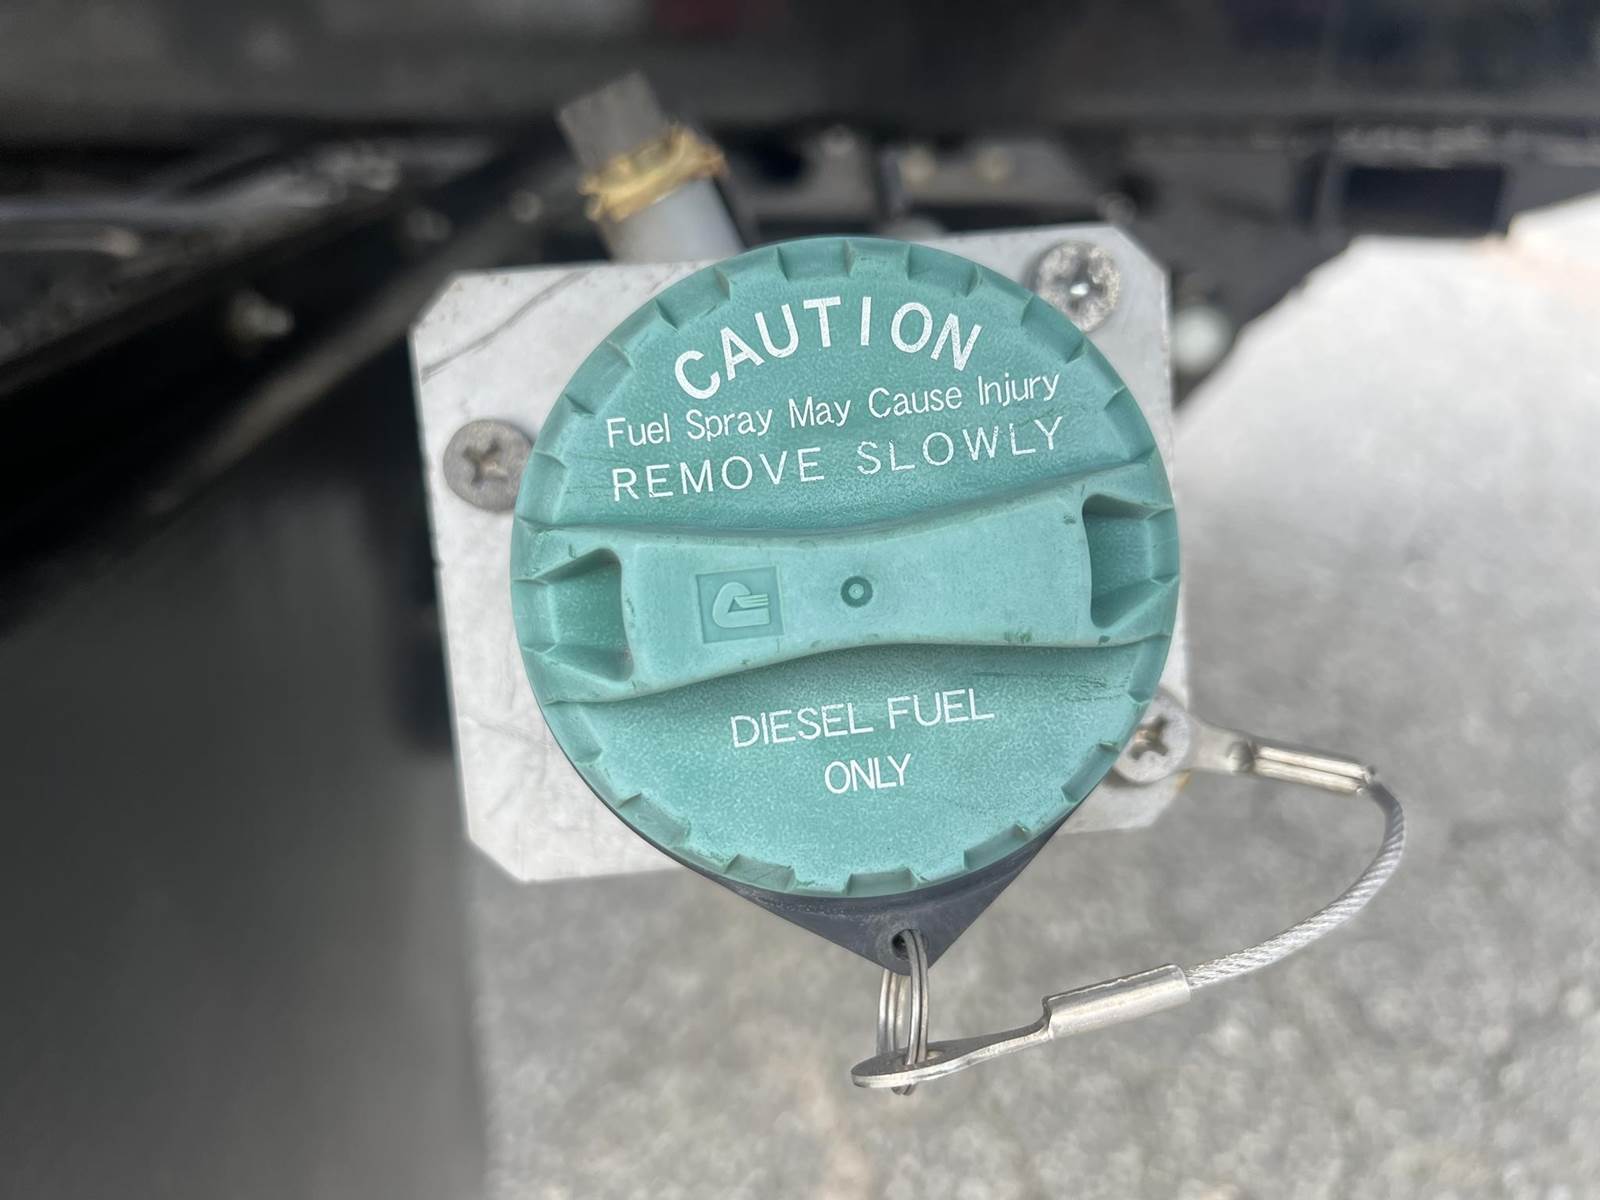 CAUTION
Fuel Spray May Cause Injury
REMOVE SLOWLY
DIESEL FUEL
ONLY